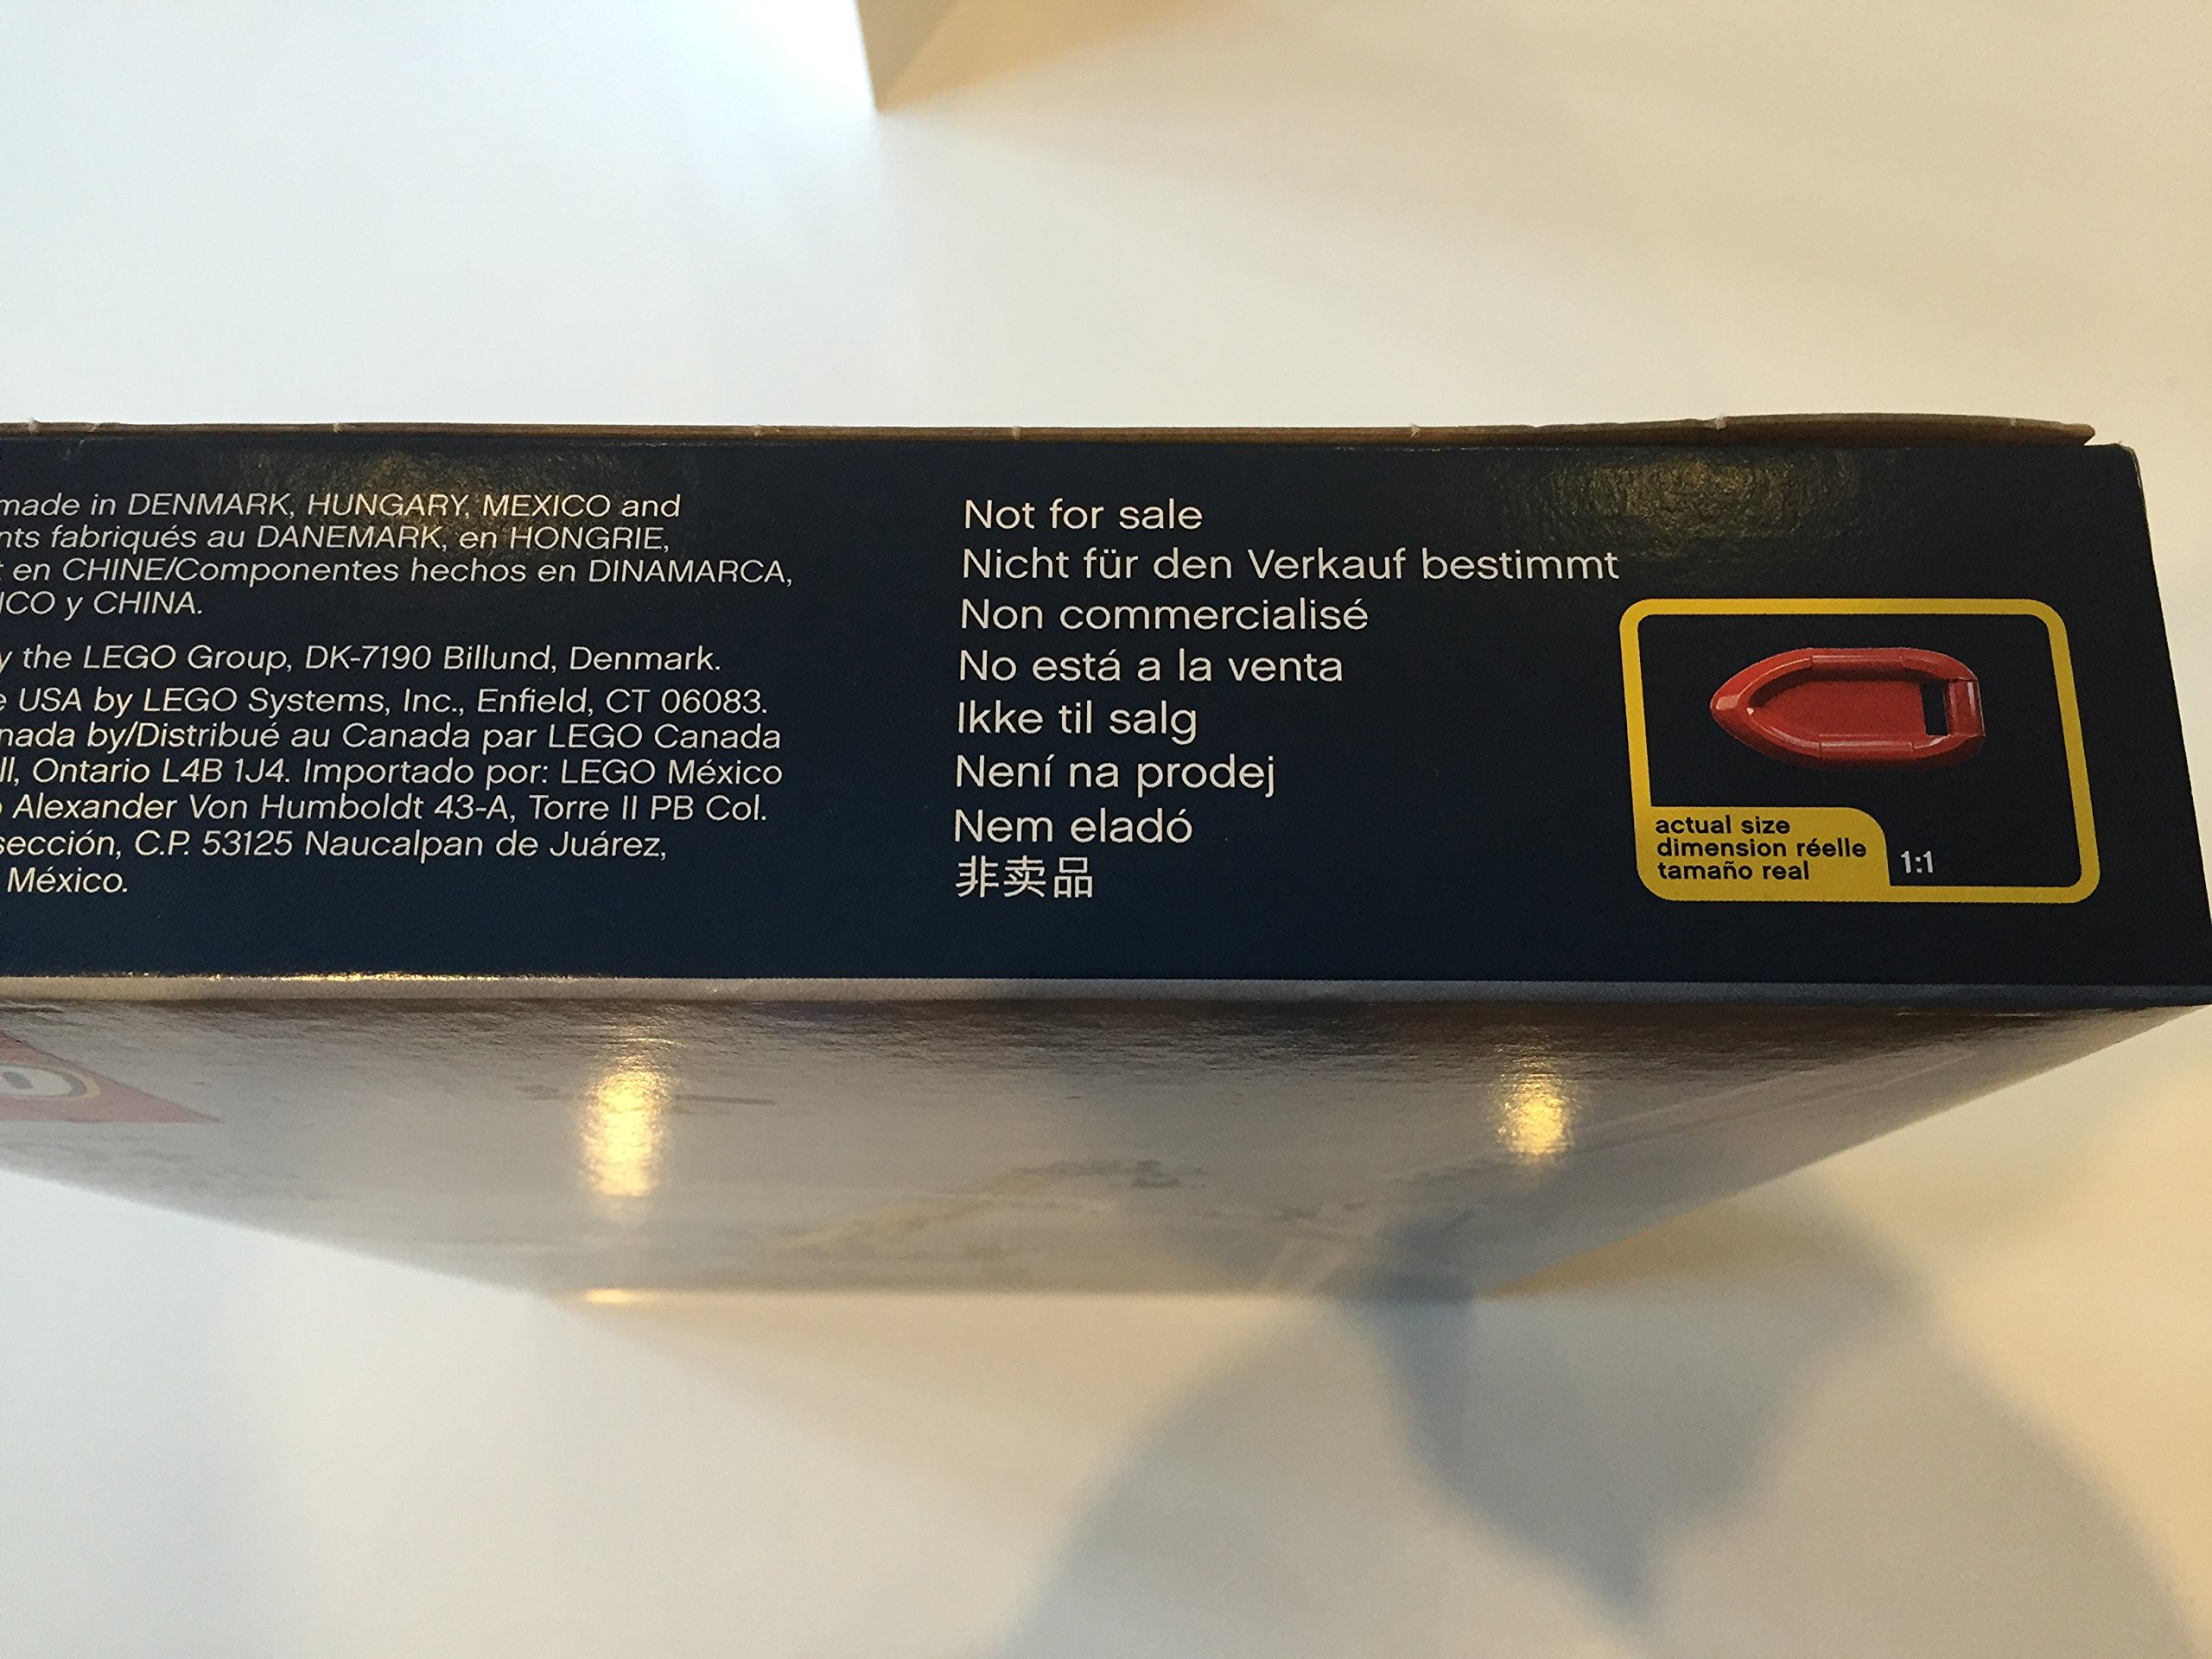 made in DENMARK, HUNGARY, MEXICO and
fabriqués au DANEMARK, en HONGRIE,
en CHINE/Componentes hechos en DINAMARCA,
y CHINA.
the LEGO Group, DK-7190 Billund, Denmark.
USA by LEGO Systems, Inc., Enfield, CT 06083.
by/Distribué au Canada par LEGO Canada
Ontario L4B 1J4. Importado por: LEGO México
Alexander Von Humboldt 43-A, Torre II PB Col.
sección, C.P. 53125 Naucalpan de Juárez,
México.
Not for sale
Nicht für den Verkauf bestimmt
Non commercialisé
No está a la venta
Ikke til salg
Není na prodej
Nem eladó
非卖品
actual size
dimension réelle
tamaño real
1:1